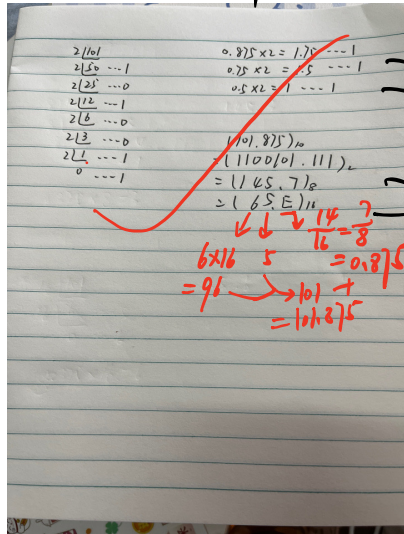 2 101
2 50 ---1
2 25 ---0
2 12 ---1
2 6 ---0
2 3 ---0
2 1 ---1
0 ---1
0.875×2=1.75 ---1
0.75×2=1.5 ---1
0.5×2=1 ---1
(101.875)₁₀
=(1100101.111)₂
=(145.7)₈
=(65.E)₁₆
14/16=7/8
6×16 5 =0.875
=96 101 +
=101.875